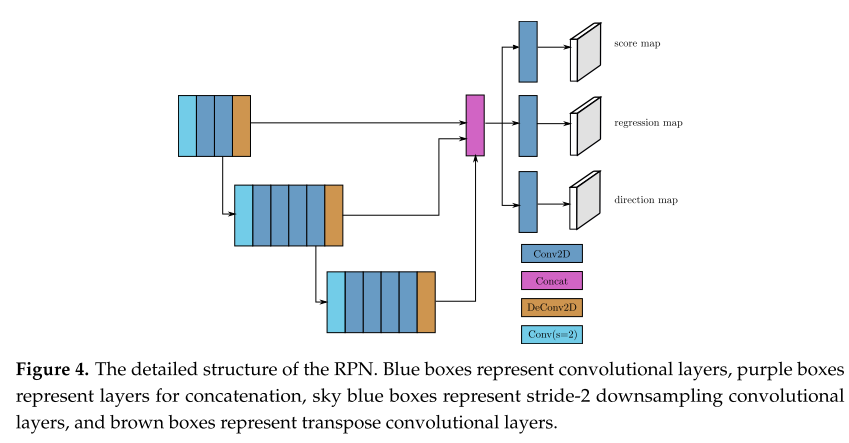 score map
regression map
direction map
Conv2D
Concat
DeConv2D
Conv(s=2)
Figure 4. The detailed structure of the RPN. Blue boxes represent convolutional layers, purple boxes
represent layers for concatenation, sky blue boxes represent stride-2 downsampling convolutional
layers, and brown boxes represent transpose convolutional layers.